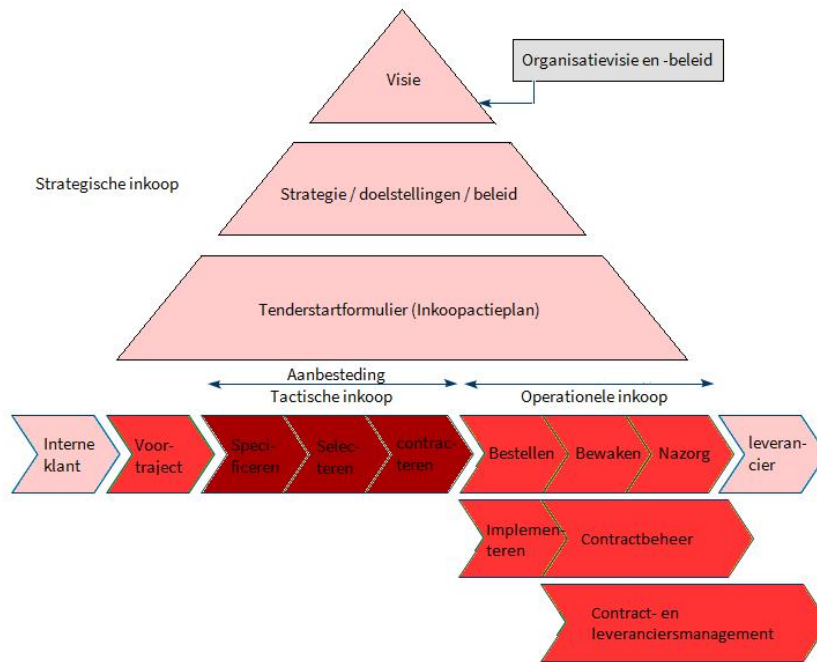 Visie
Organisatievisie en -beleid
Strategische inkoop
Strategie / doelstellingen / beleid
Tenderstartformulier (Inkoopactieplan)
Aanbesteding
Tactische inkoop
Operationele inkoop
Interne
klant
Voor-
traject
Speci-
ficeren
Selec-
teren
contrac-
teren
Bestellen
Bewaken
Nazorg
leveran-
cier
Implemen-
teren
Contractbeheer
Contract- en
leveranciersmanagement